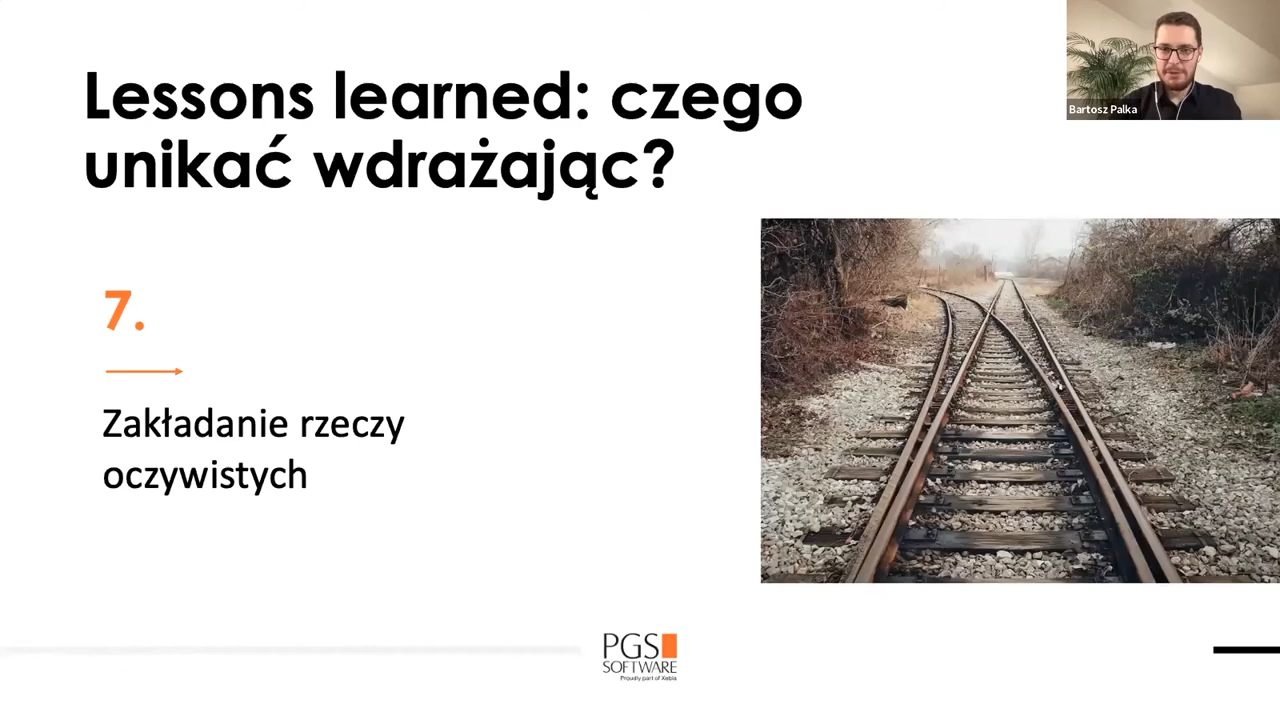 Lessons learned: czego
unikać wdrażając?
Bartosz Palka
7.
Zakładanie rzeczy
oczywistych
PGS
SOFTWARE
Proudly part of Xebia